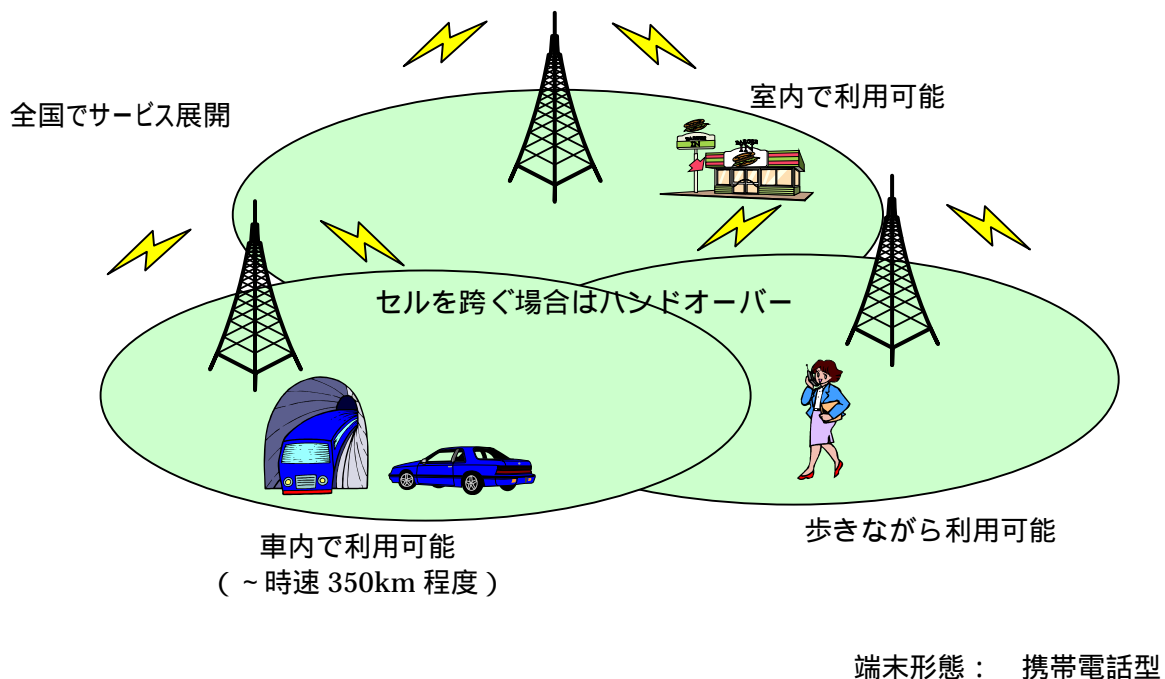 全国でサービス展開
室内で利用可能
セルを跨ぐ場合はハンドオーバー
車内で利用可能
(~時速 350km 程度)
歩きながら利用可能
端末形態: 携帯電話型